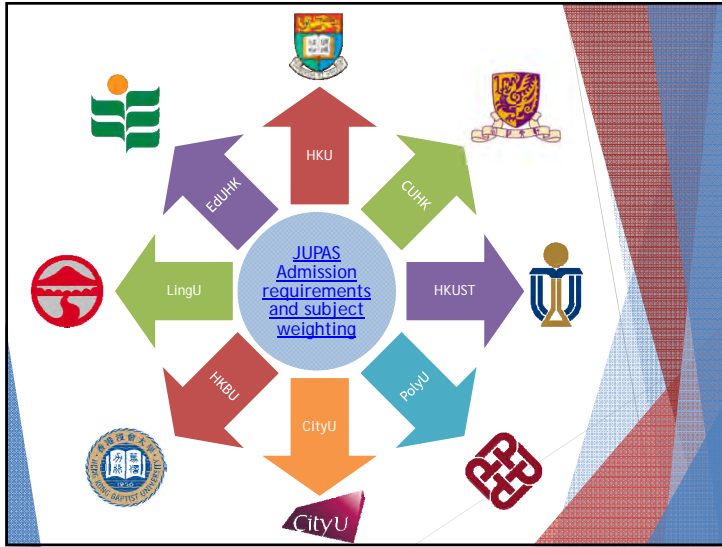 HKU
CUHK
EdUHK
JUPAS
Admission
requirements
and subject
weighting
LingU
HKUST
HKBU
PolyU
CityU
CityU